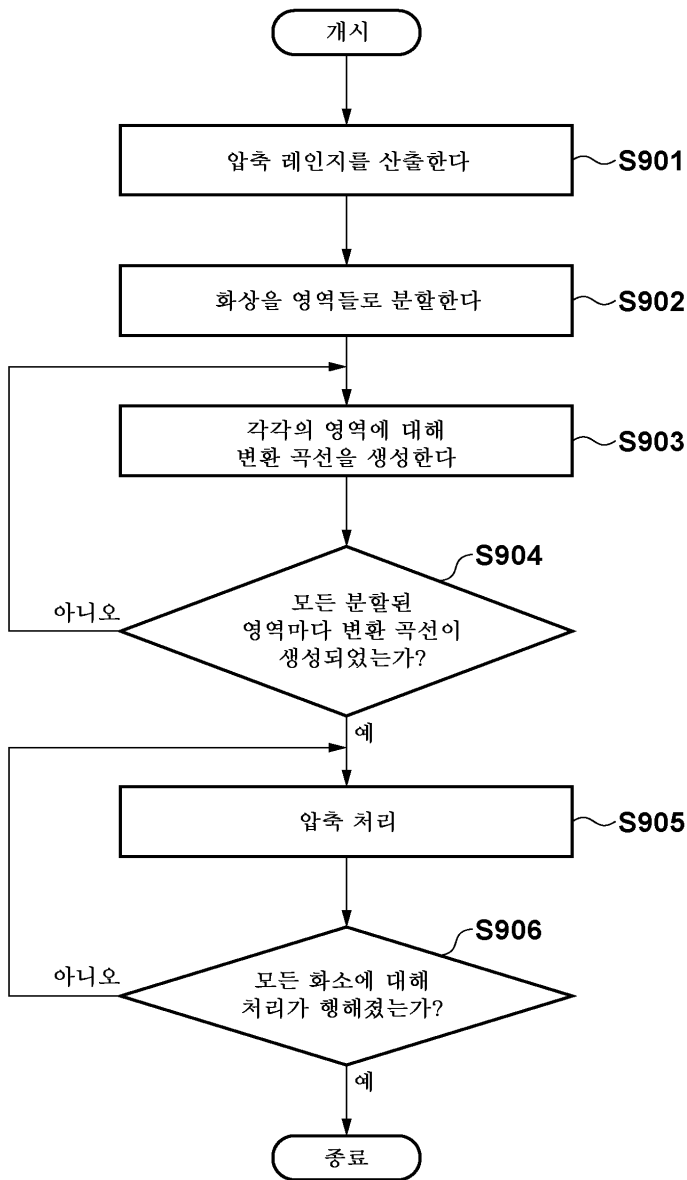 개시
압축 레인지를 산출한다
S901
화상을 영역들로 분할한다
S902
각각의 영역에 대해
변환 곡선을 생성한다
S903
S904
모든 분할된
영역마다 변환 곡선이
생성되었는가?
아니오
예
압축 처리
S905
S906
모든 화소에 대해
처리가 행해졌는가?
아니오
예
종료